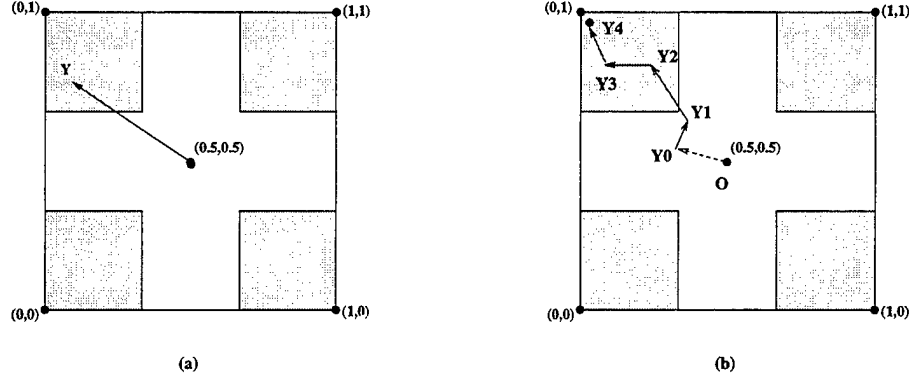 (0,1) (1,1) (0,1) (1,1)
Y4
Y Y2
Y3
Y1
(0.5,0.5) (0.5,0.5)
Y0
O
(0,0) (1,0) (0,0) (1,0)
(a) (b)